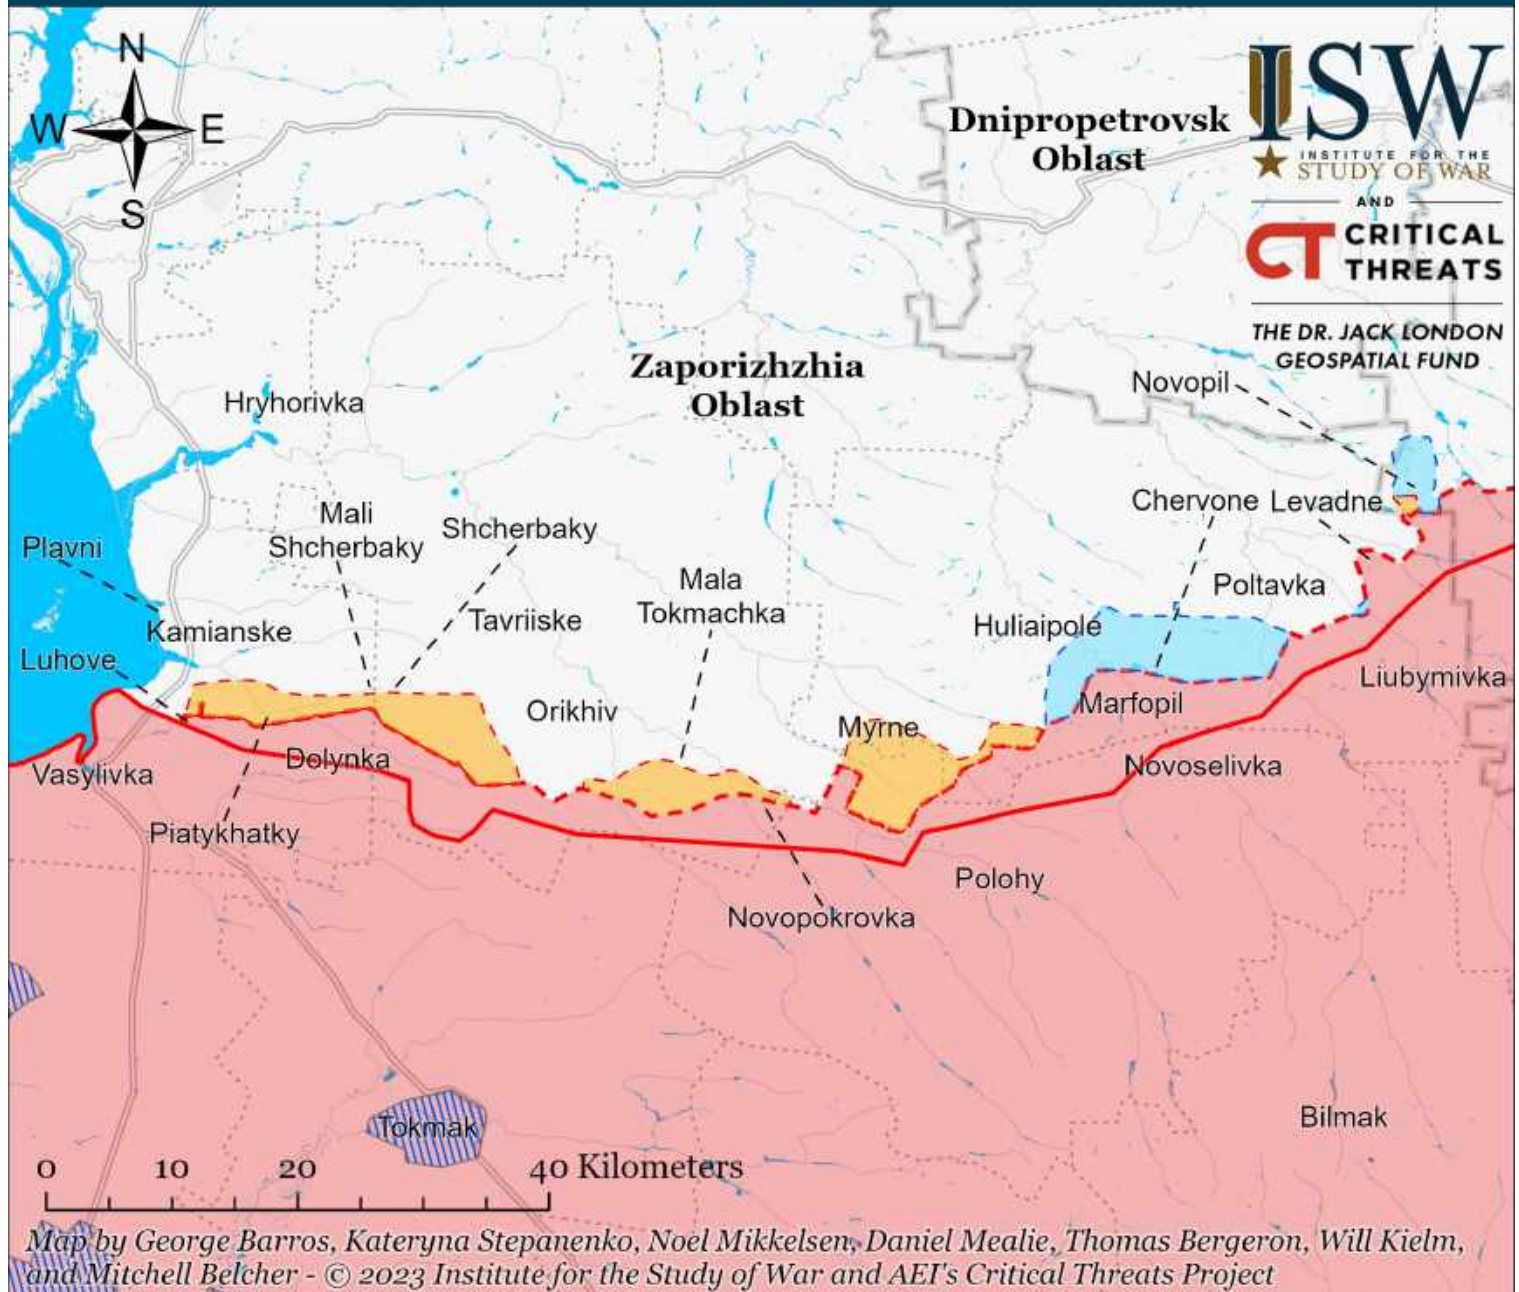 N
W
E
S
Dnipropetrovsk
Oblast
ISW
INSTITUTE FOR THE
STUDY OF WAR
AND
CT CRITICAL
THREATS
THE DR. JACK LONDON
GEOSPATIAL FUND
Zaporizhzhia
Oblast
Novopil
Hryhorivka
Mali
Shcherbaky
Shcherbaky
Chervone
Levadne
Plavni
Mala
Tokmachka
Poltavka
Kamianske
Tavriiske
Huliaipole
Luhove
Liubymivka
Orikhiv
Marfopil
Myrne
Dolynka
Vasylivka
Novoselivka
Piatykhatky
Polohy
Novopokrovka
Tokmak
Bilmak
0 10 20 40 Kilometers
Map by George Barros, Kateryna Stepanenko, Noel Mikkelsen, Daniel Mealie, Thomas Bergeron, Will Kielm,
and Mitchell Belcher - © 2023 Institute for the Study of War and AEI's Critical Threats Project